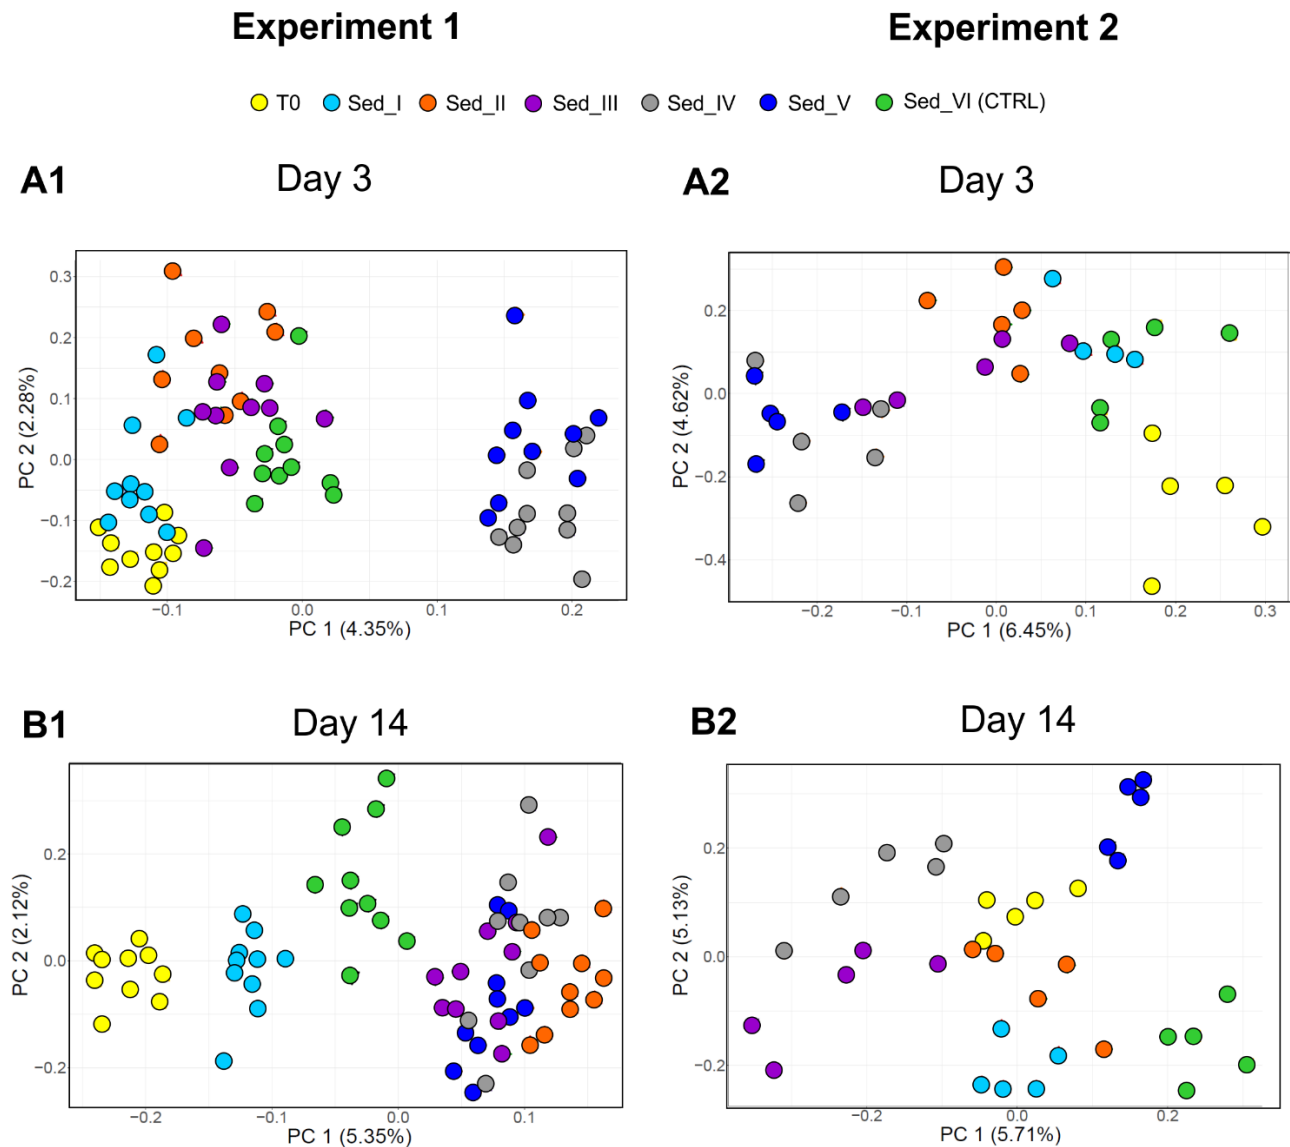 Experiment 1 Experiment 2
T0 Sed_I Sed_II Sed_III Sed_IV Sed_V Sed_VI (CTRL)
A1 Day 3
PC 2 (2.28%)
0.3
0.2
0.1
0.0
−0.1
−0.2
−0.1 0.0 0.1 0.2
PC 1 (4.35%)
A2 Day 3
PC 2 (4.62%)
0.2
0.0
−0.2
−0.4
−0.2 −0.1 0.0 0.1 0.2 0.3
PC 1 (6.45%)
B1 Day 14
PC 2 (2.12%)
0.2
0.0
−0.2
−0.2 −0.1 0.0 0.1
PC 1 (5.35%)
B2 Day 14
PC 2 (5.13%)
0.2
0.0
−0.2
−0.2 0.0 0.2
PC 1 (5.71%)